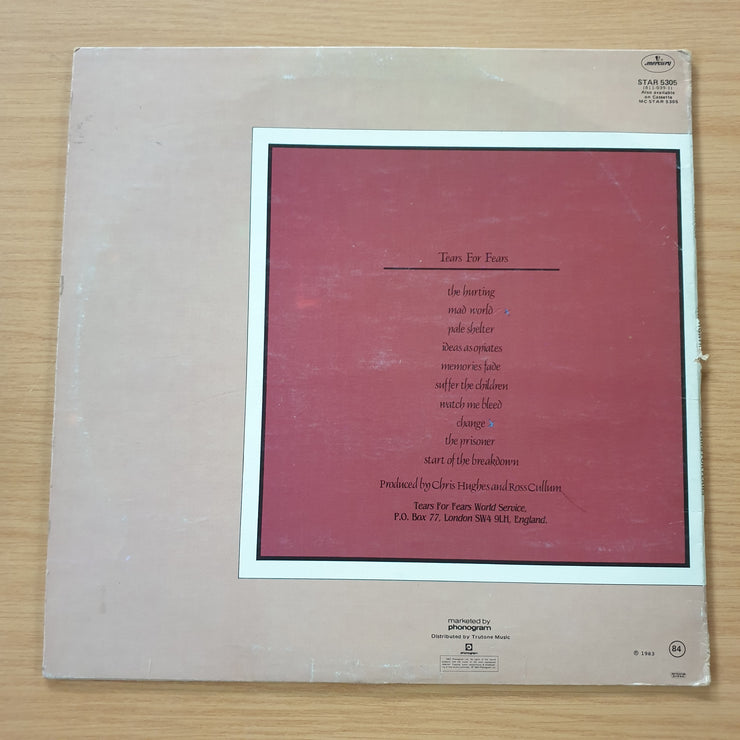 mercury
STAR 5305
(811-039-1)
Also available
on Cassette
MC STAR 5305
Tears For Fears
the hurting
mad world
pale shelter
ideas as opiates
memories fade
suffer the children
watch me bleed
change
the prisoner
start of the breakdown
Produced by Chris Hughes and Ross Cullum
Tears For Fears World Service,
P.O. Box 77, London SW4 9LH, England.
marketed by
phonogram
Distributed by Trutone Music
phonogram
℗ 1983
84